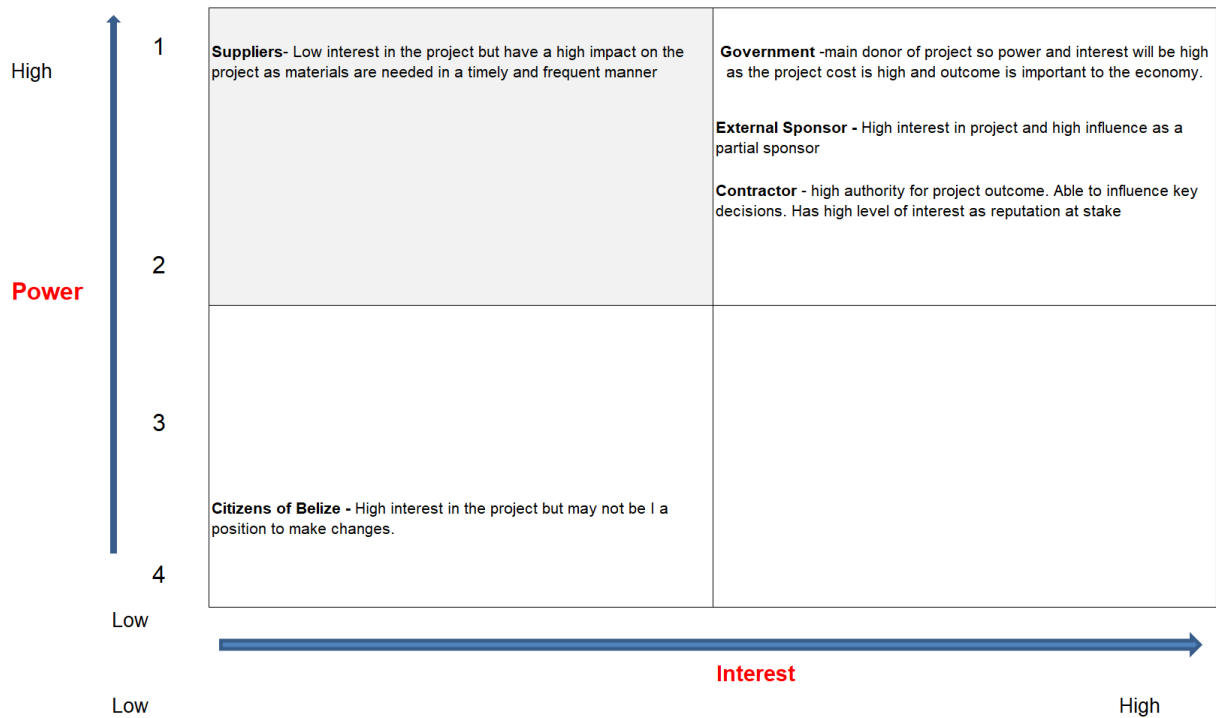 1
High
Suppliers- Low interest in the project but have a high impact on the
project as materials are needed in a timely and frequent manner
Government -main donor of project so power and interest will be high
as the project cost is high and outcome is important to the economy.
External Sponsor - High interest in project and high influence as a
partial sponsor
Contractor - high authority for project outcome. Able to influence key
decisions. Has high level of interest as reputation at stake
2
Power
3
Citizens of Belize - High interest in the project but may not be I a
position to make changes.
4
Low
Interest
Low
High